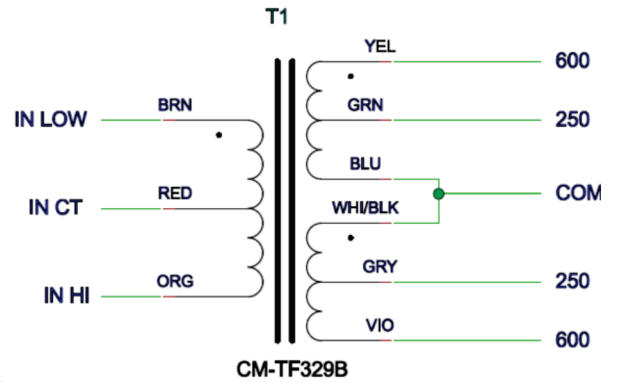 T1
YEL 600
IN LOW BRN GRN 250
BLU
IN CT RED COM
WHI/BLK
IN HI ORG GRY 250
VIO 600
CM-TF329B